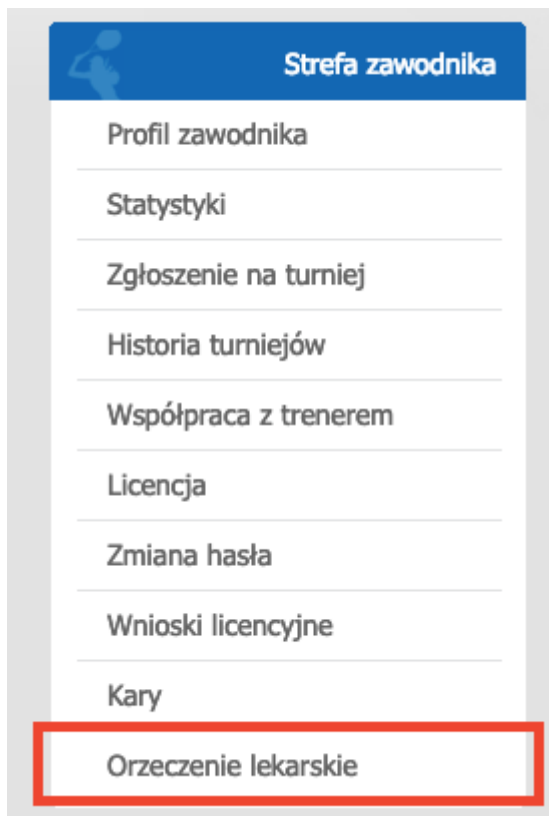 Strefa zawodnika
Profil zawodnika
Statystyki
Zgłoszenie na turniej
Historia turniejów
Współpraca z trenerem
Licencja
Zmiana hasła
Wnioski licencyjne
Kary
Orzeczenie lekarskie